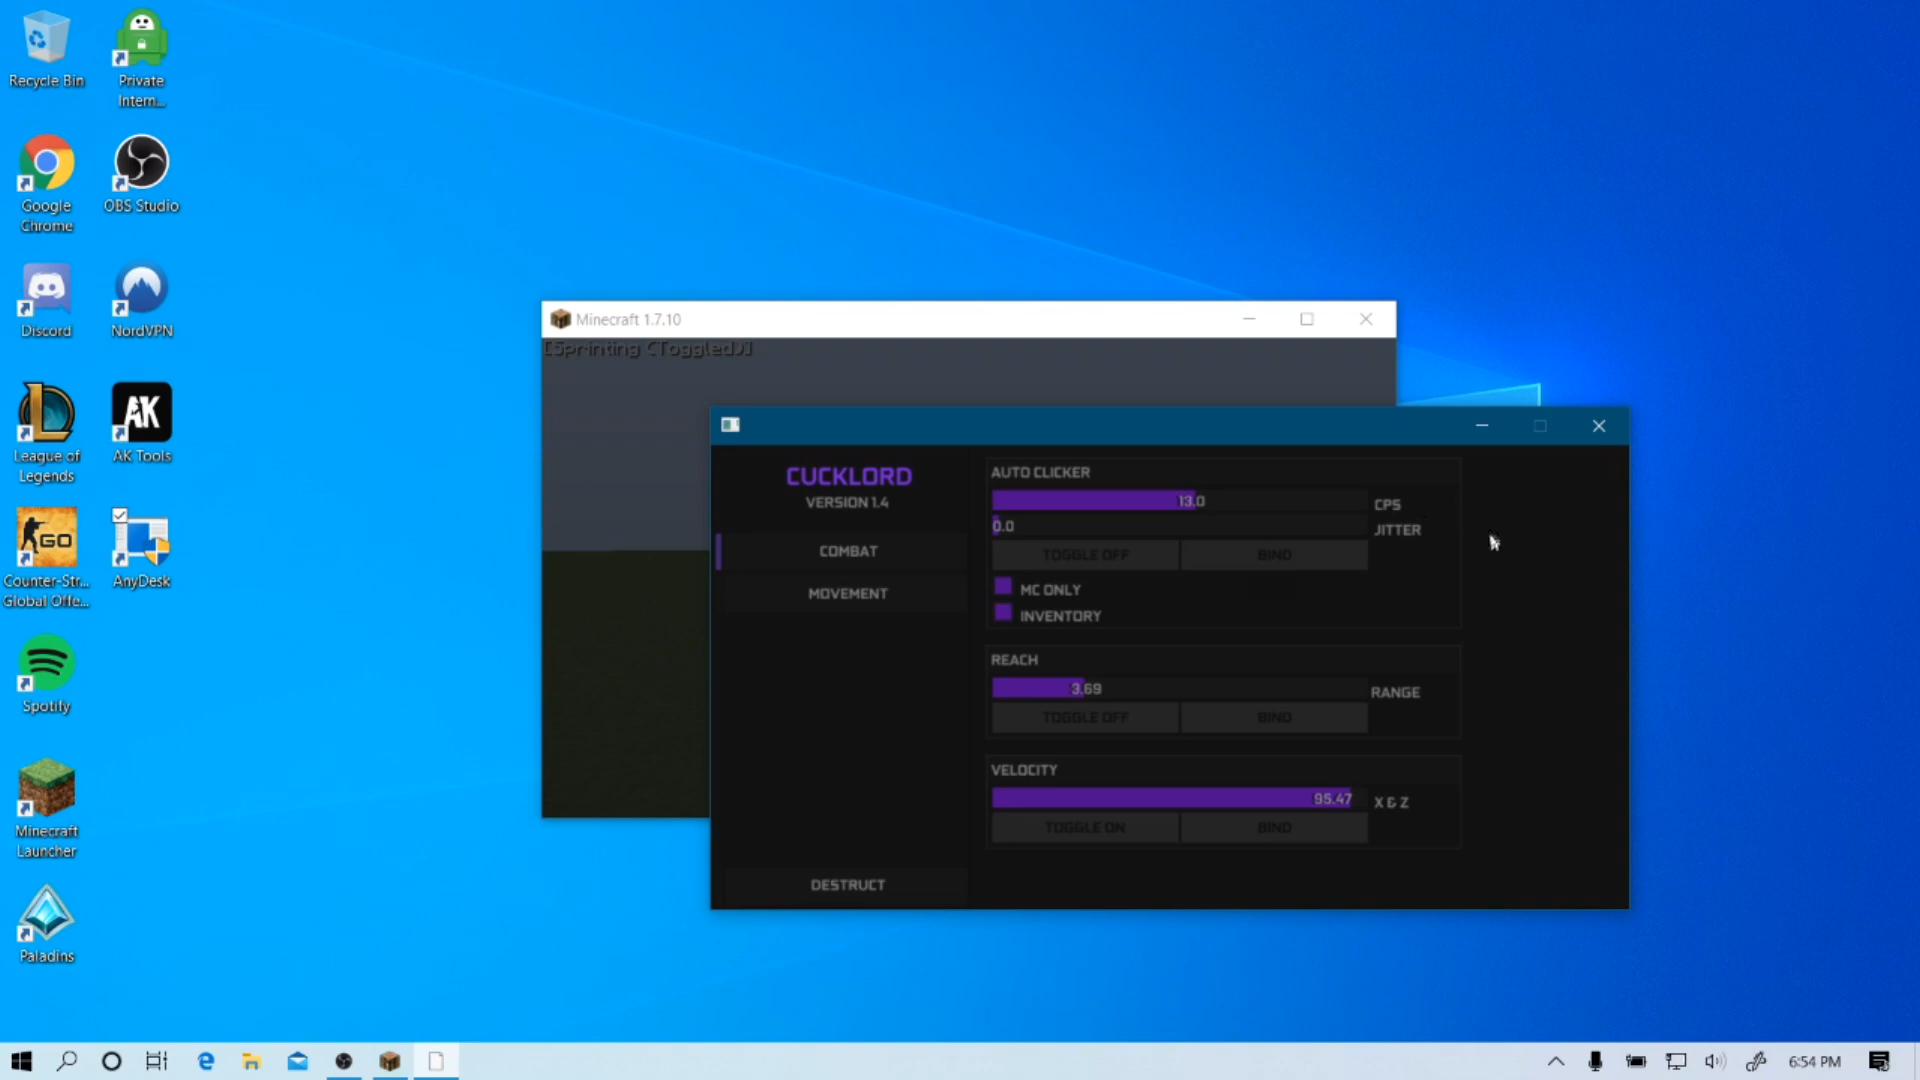 Recycle Bin
Private
Intern...
Google
Chrome
OBS Studio
Discord
NordVPN
League of
Legends
AK
AK Tools
GO
Counter-Str...
Global Offe...
AnyDesk
Spotify
Minecraft
Launcher
Paladins
Minecraft 1.7.10
[Sprinting (Toggled)]
CUCKLORD
VERSION 1.4
COMBAT
MOVEMENT
DESTRUCT
AUTO CLICKER
13.0 CPS
0.0 JITTER
TOGGLE OFF BIND
MC ONLY
INVENTORY
REACH
3.69 RANGE
TOGGLE OFF BIND
VELOCITY
95.47 X & Z
TOGGLE ON BIND
6:54 PM